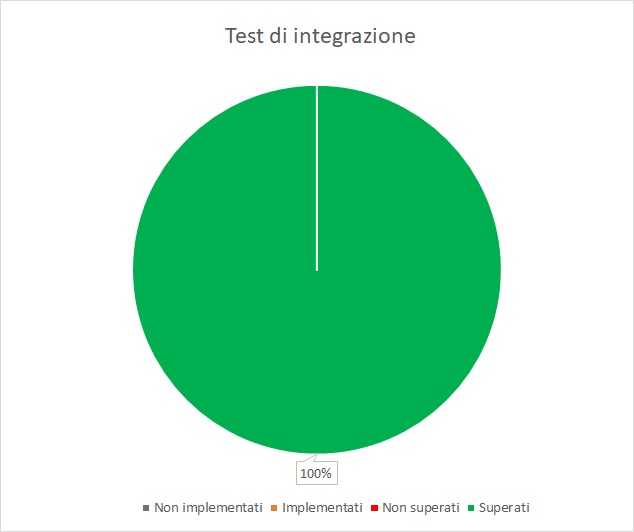 Test di integrazione
100%
Non implementati Implementati Non superati Superati